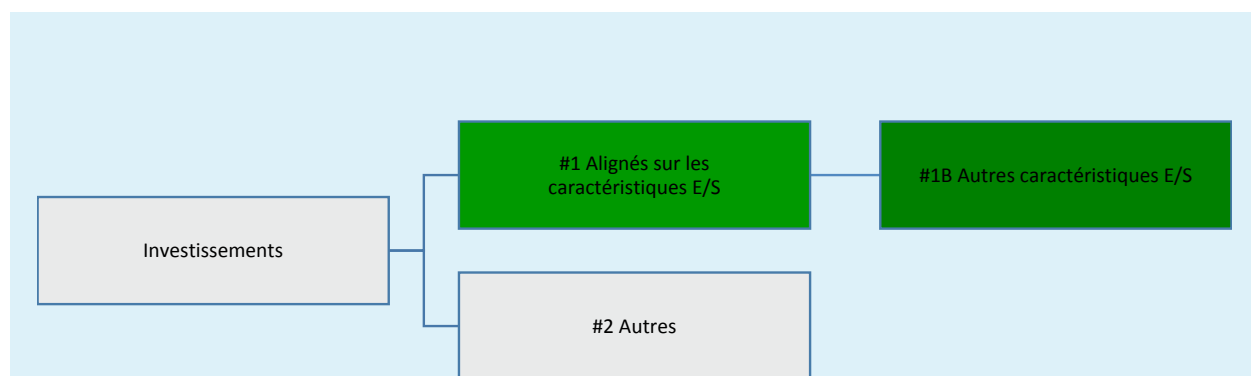 #1 Alignés sur les
caractéristiques E/S
#1B Autres caractéristiques E/S
Investissements
#2 Autres